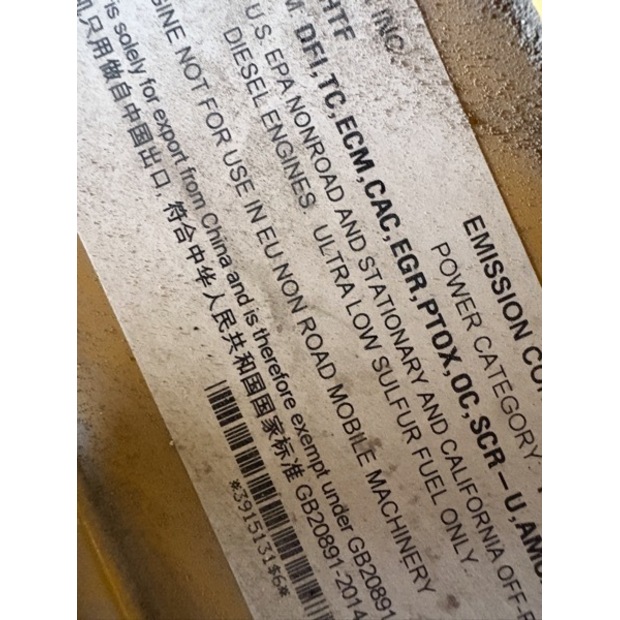 INC.
EMISSION CO
POWER CATEGORY:
HTF
DFI,TC,ECM,CAC,EGR,PTOX,OC,SCR-U,AM
U.S. EPA NONROAD AND STATIONARY AND CALIFORNIA OFF-R
DIESEL ENGINES. ULTRA LOW SULFUR FUEL ONLY.
GINE NOT FOR USE IN EU NON ROAD MOBILE MACHINERY
is solely for export from China and is therefore exempt under GB20891
机只用做自中国出口, 符合中华人民共和国国家标准 GB20891-2014
*3915131$6*